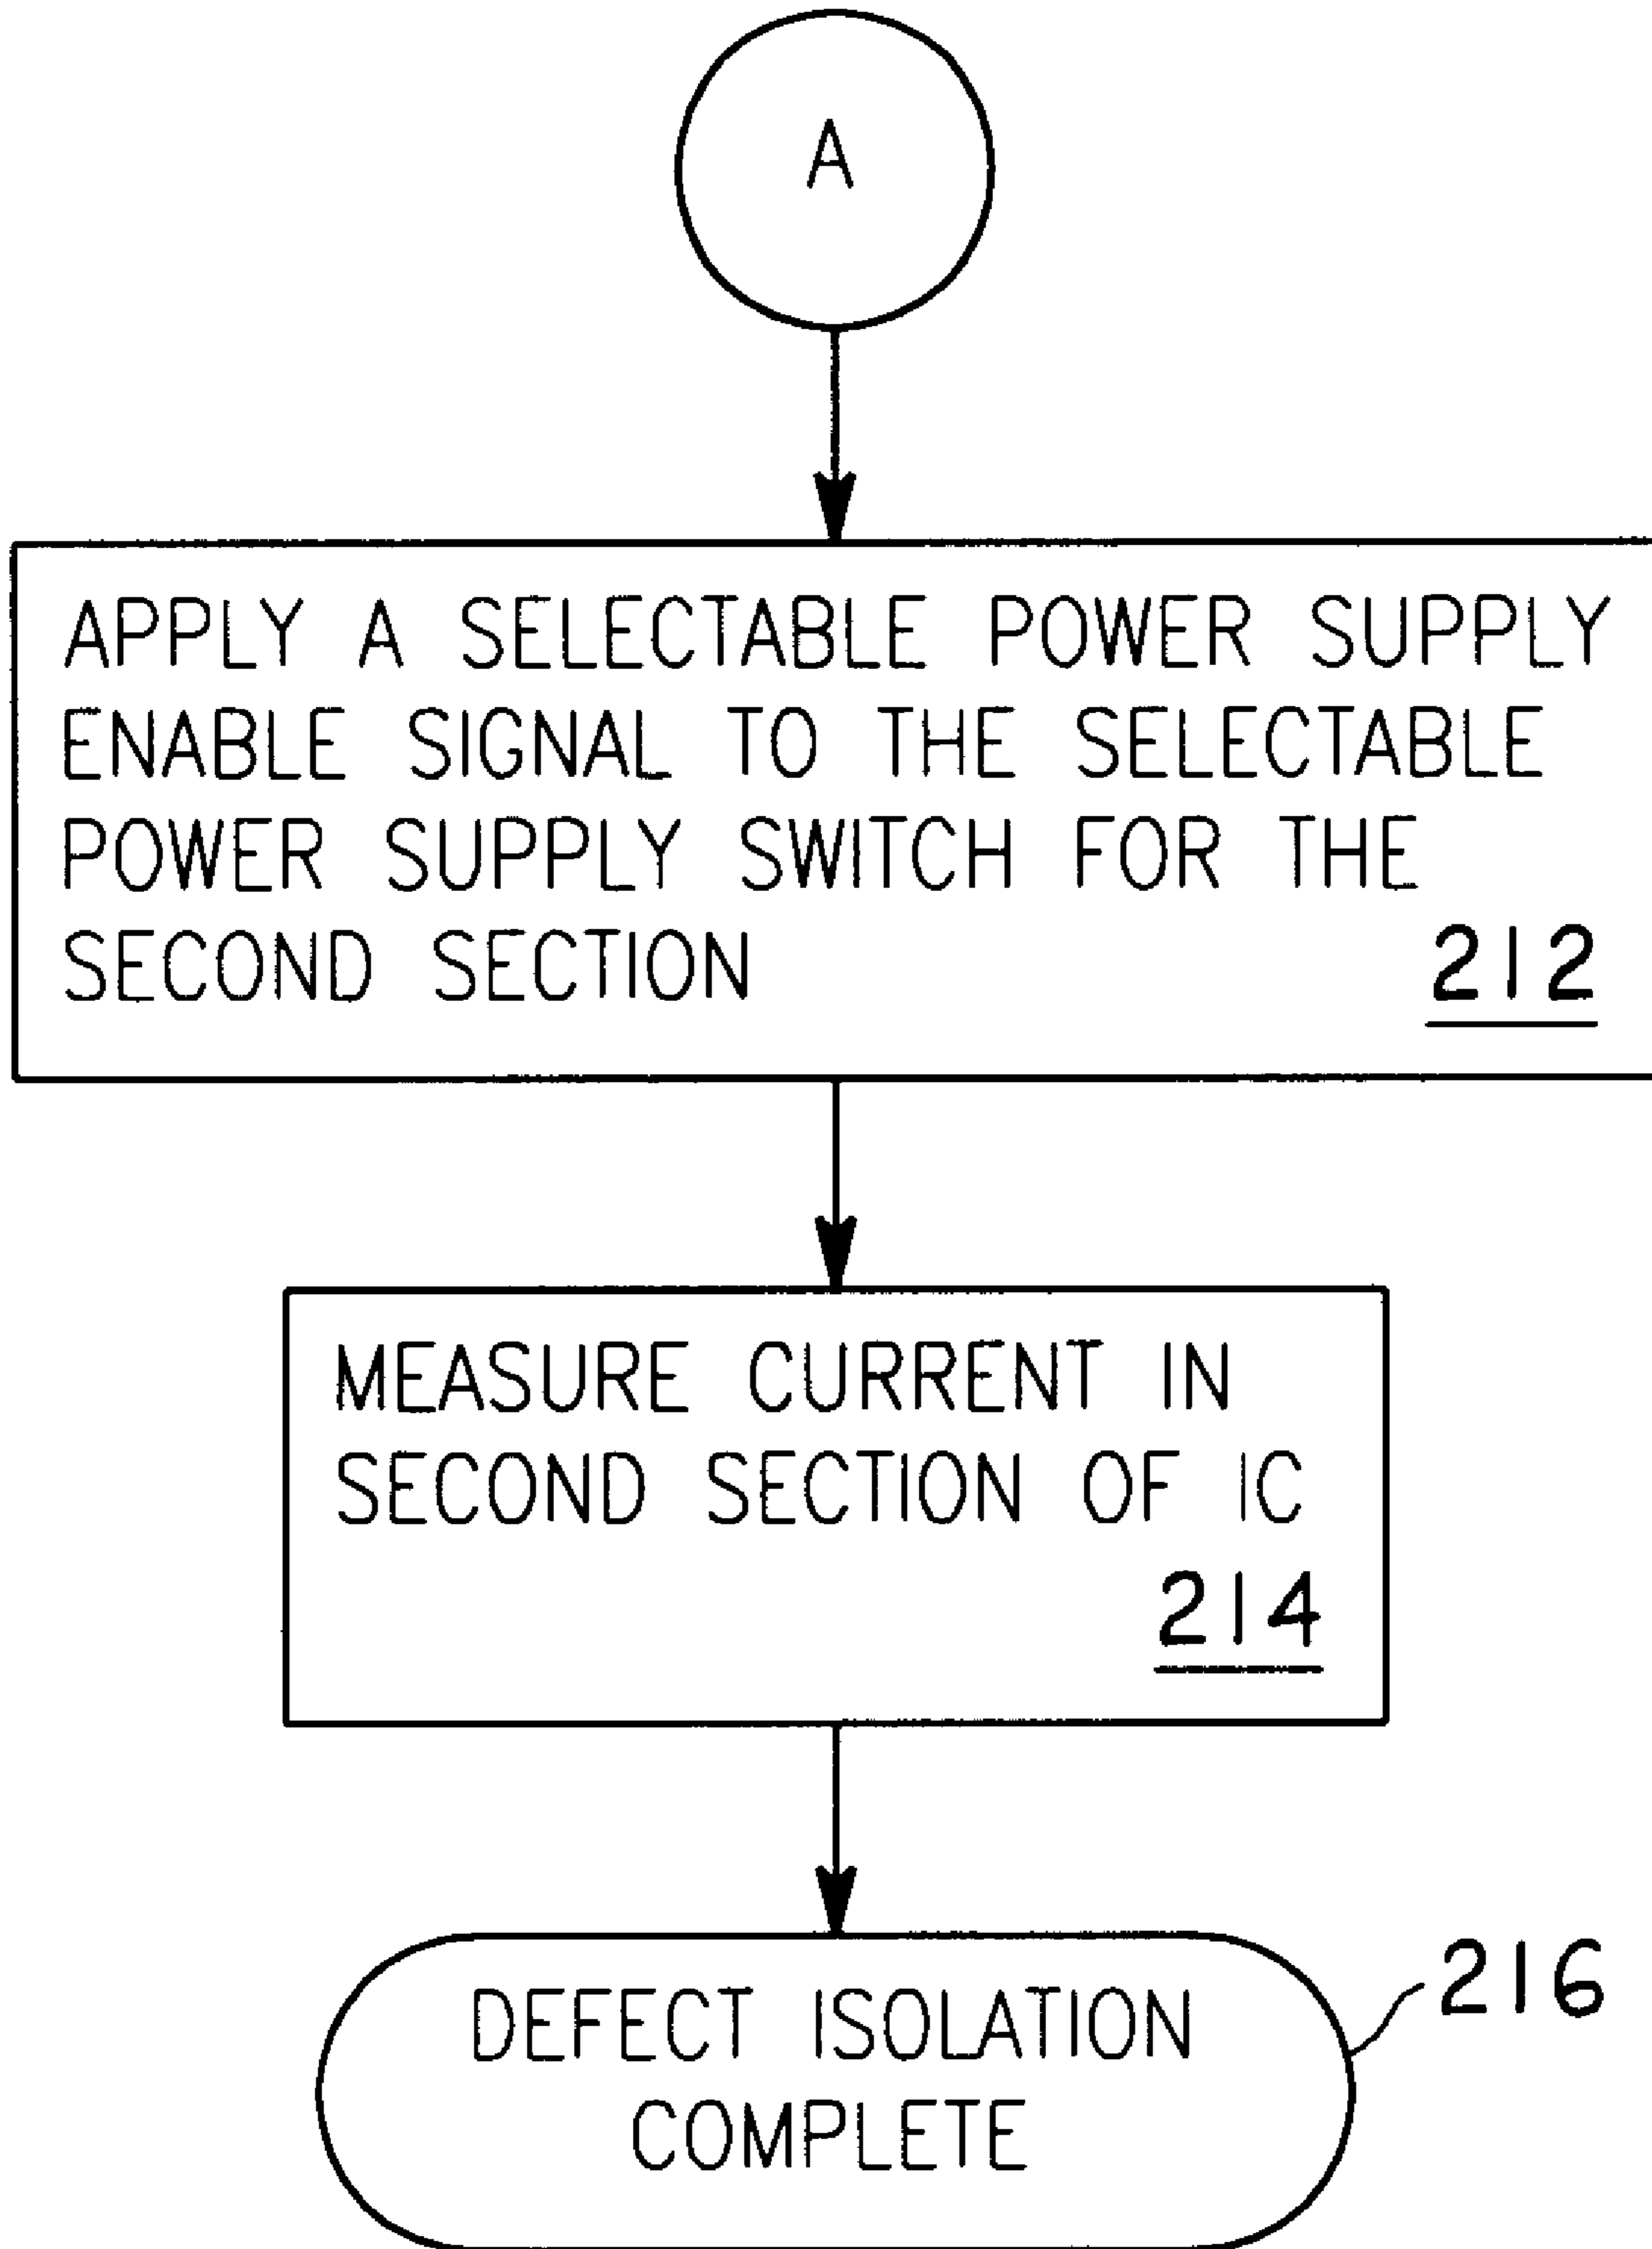 A
APPLY A SELECTABLE POWER SUPPLY
ENABLE SIGNAL TO THE SELECTABLE
POWER SUPPLY SWITCH FOR THE
SECOND SECTION 212
MEASURE CURRENT IN
SECOND SECTION OF IC
214
DEFECT ISOLATION
COMPLETE
216